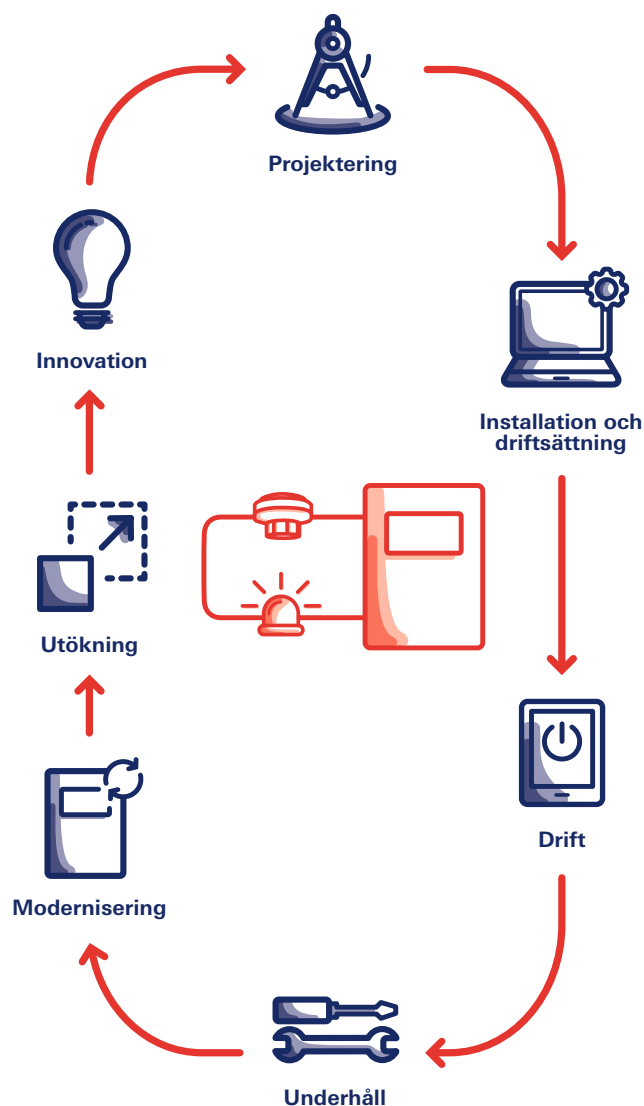 Projektering
Innovation
Installation och
driftsättning
Utökning
Drift
Modernisering
Underhåll